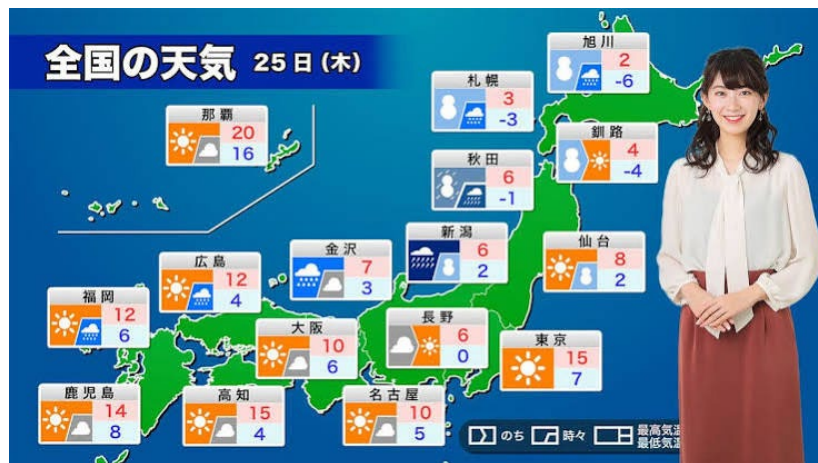 全国の天気 25日(木)
旭川
2
-6
札幌
3
-3
那覇
20
16
釧路
4
-4
秋田
6
-1
新潟
6
2
仙台
8
2
金沢
7
3
広島
12
4
福岡
12
6
大阪
10
6
長野
6
0
東京
15
7
鹿児島
14
8
高知
15
4
名古屋
10
5
のち 時々 最高気温
最低気温